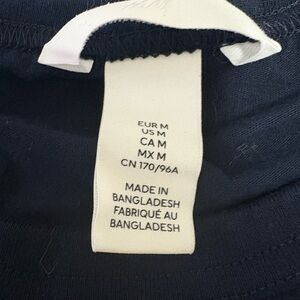 EUR M
US M
CA M
MX M
CN 170/96A
MADE IN
BANGLADESH
FABRIQUÉ AU
BANGLADESH